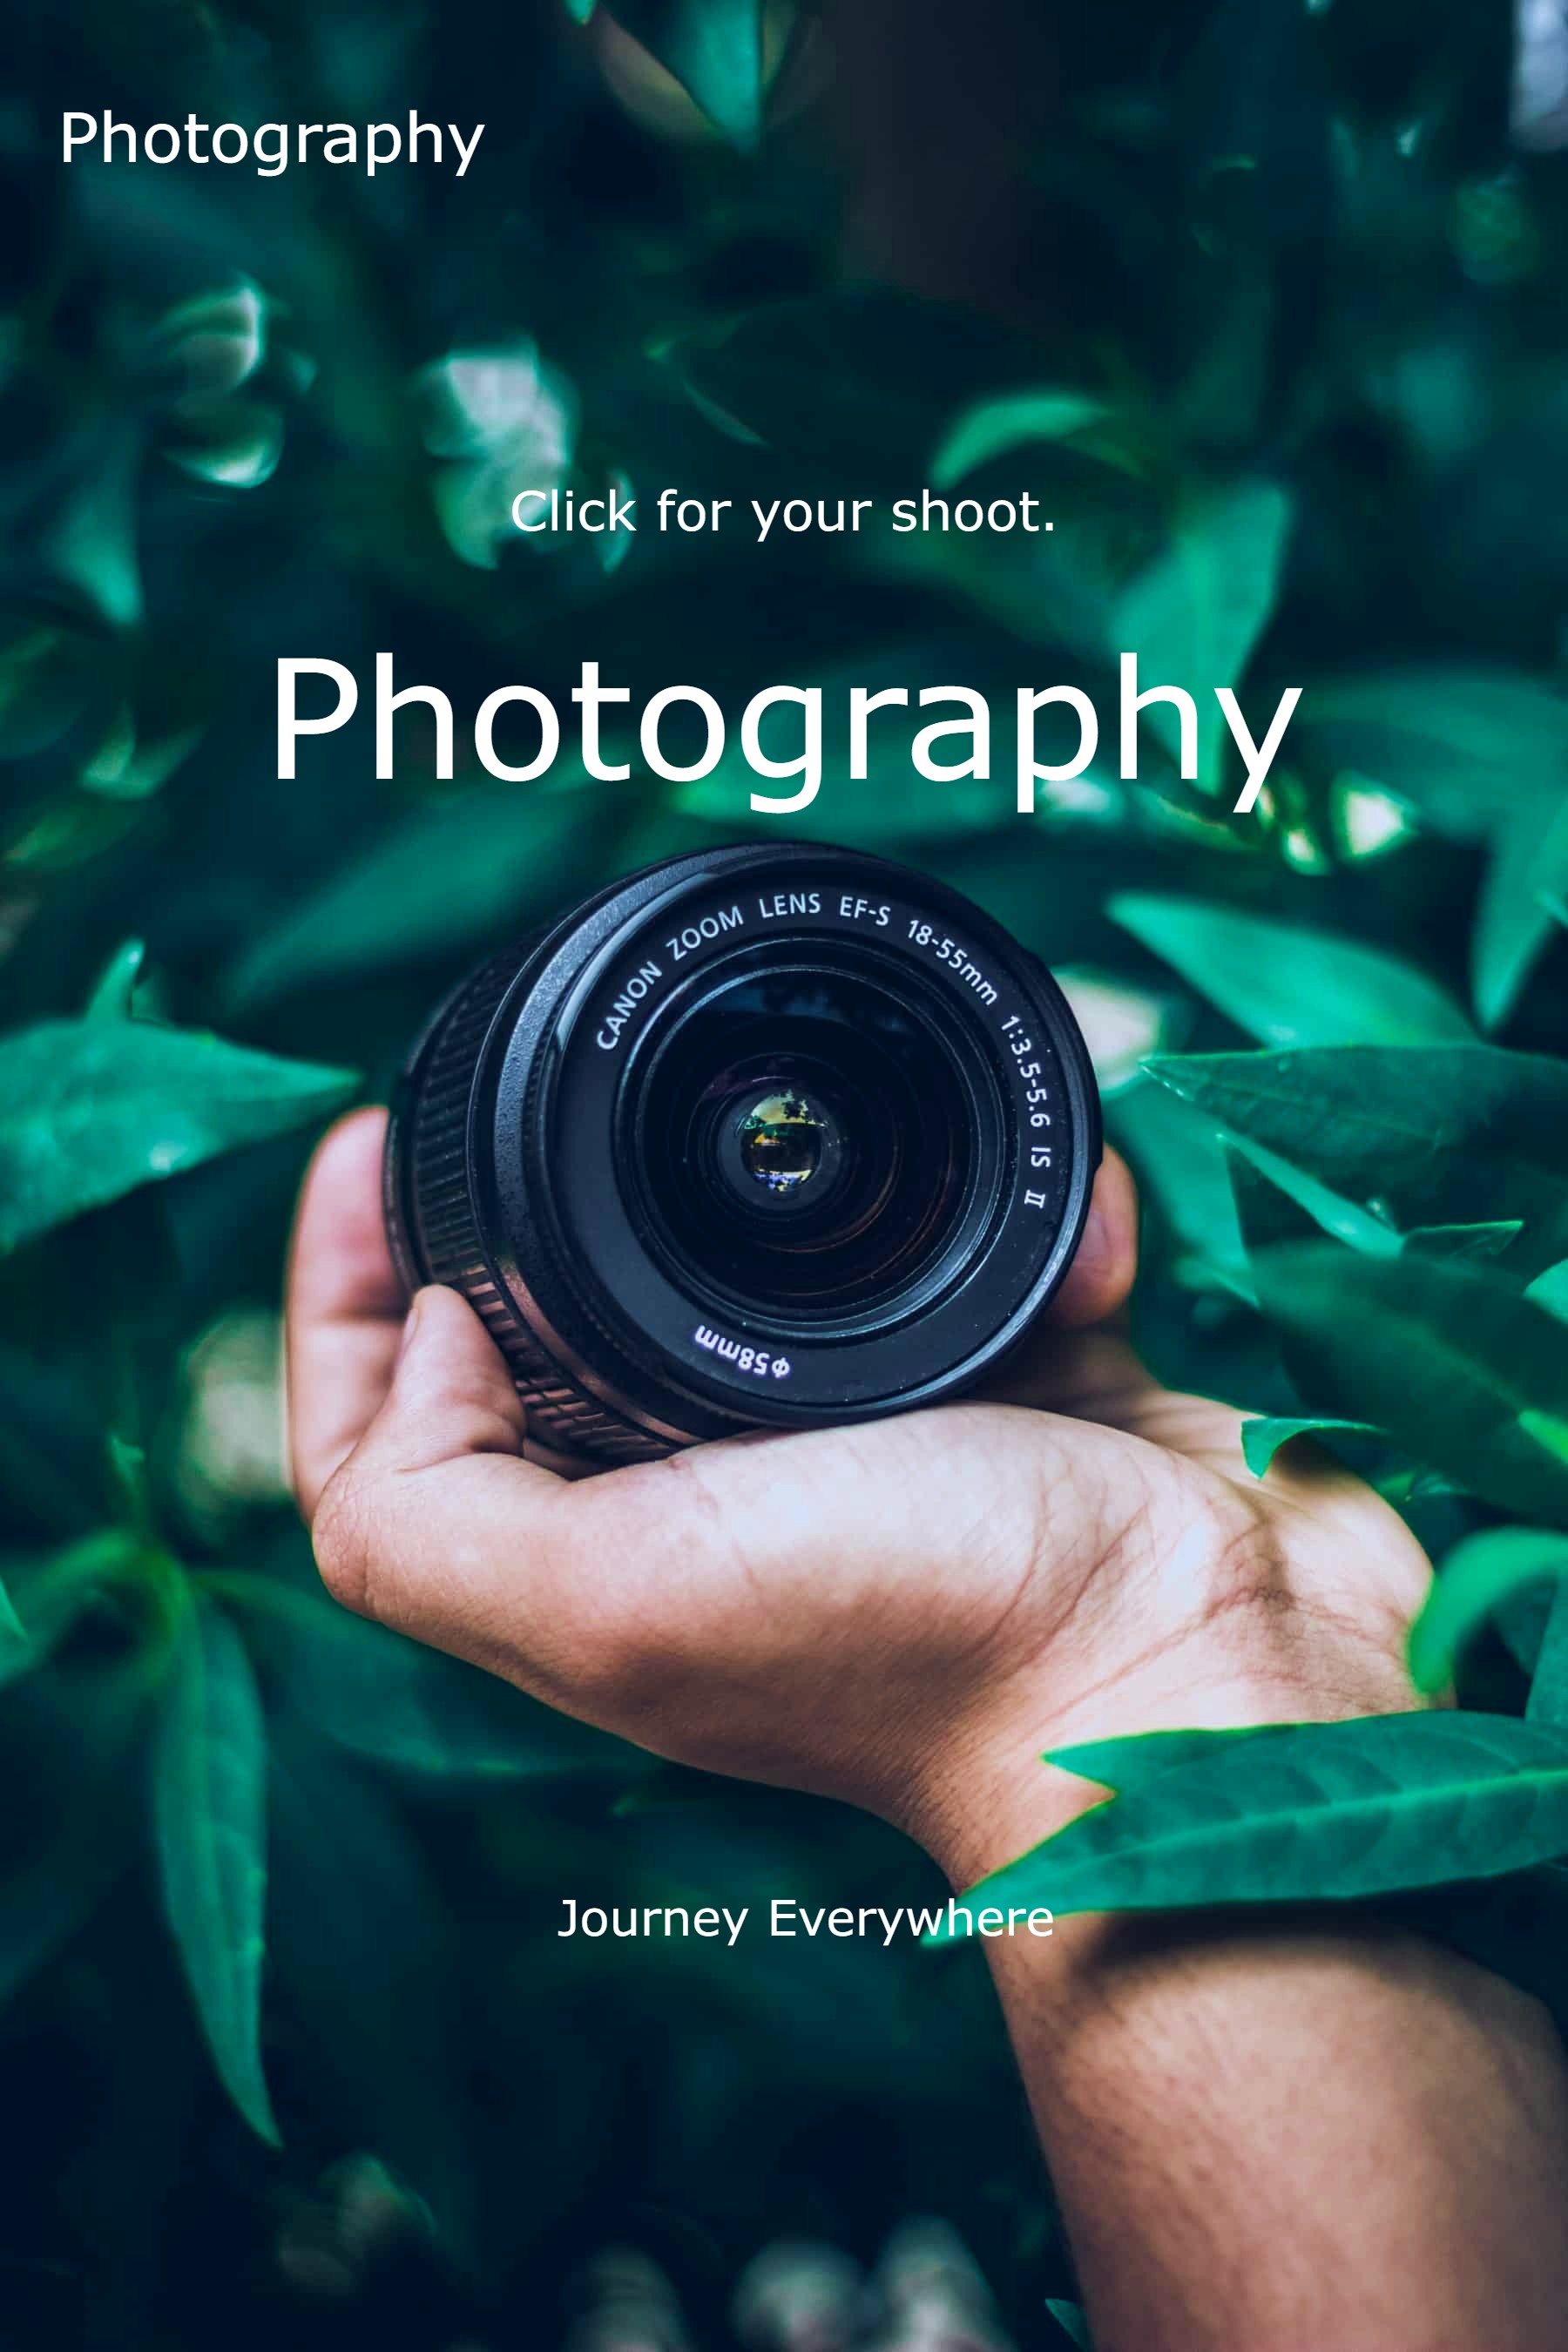 Photography
Click for your shoot.
Photography
CANON ZOOM LENS EF-S 18-55mm 1:3.5-5.6 IS II
Φ58mm
Journey Everywhere